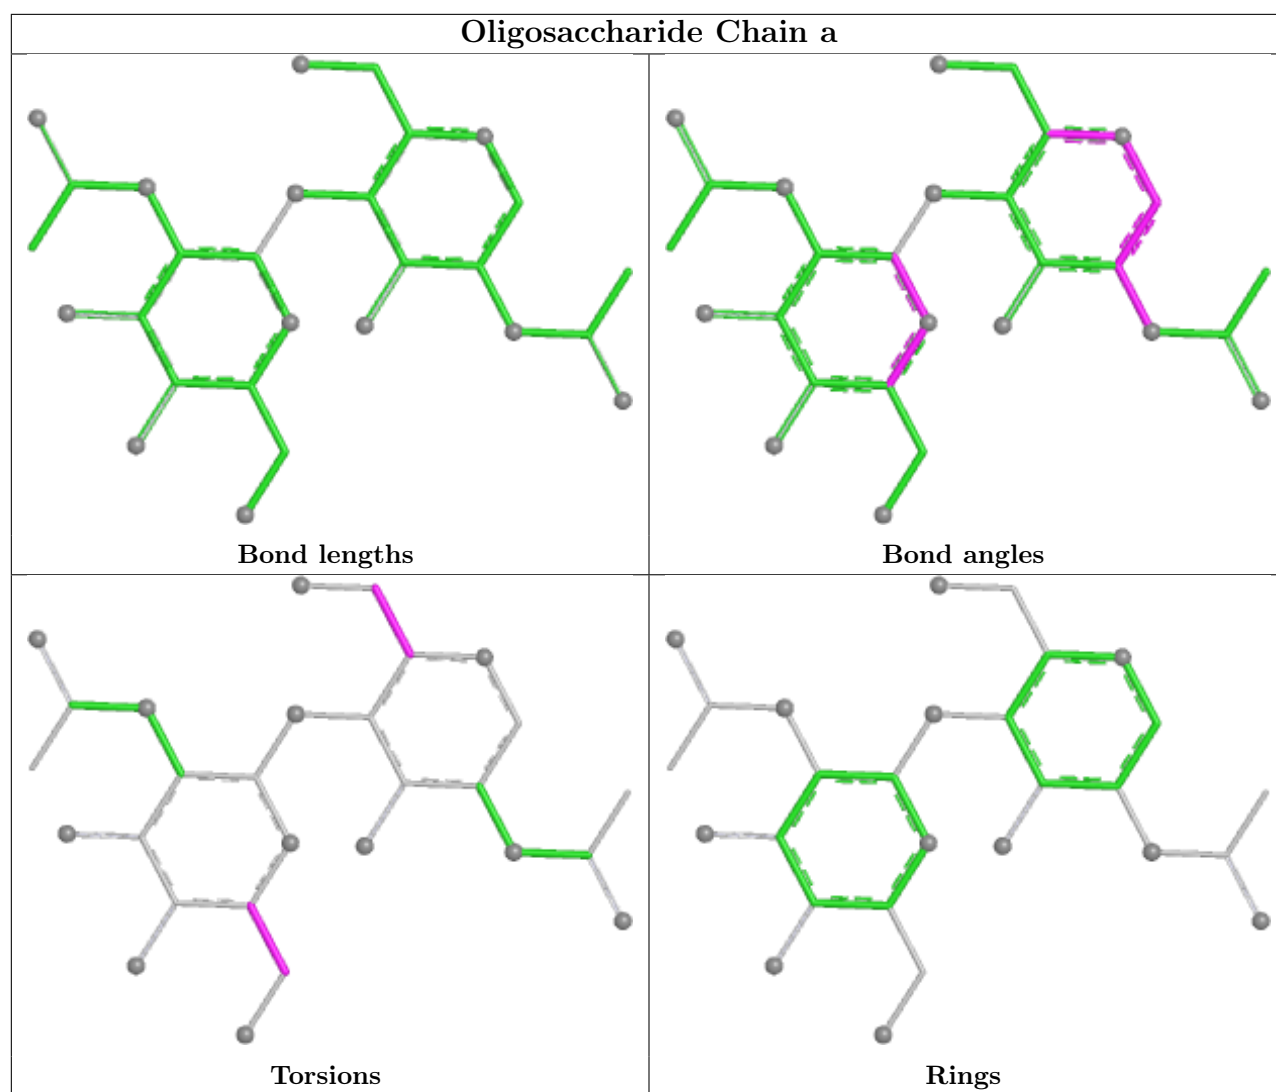 Oligosaccharide Chain a
Bond lengths
Bond angles
Torsions
Rings